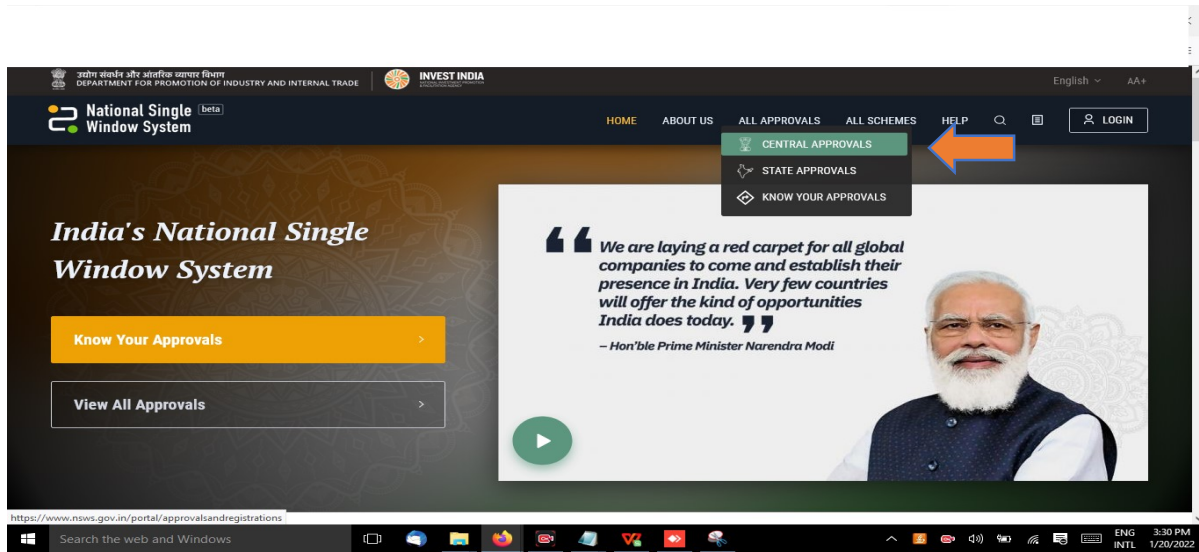 उद्योग संवर्धन और आंतरिक व्यापार विभाग
DEPARTMENT FOR PROMOTION OF INDUSTRY AND INTERNAL TRADE
INVEST INDIA
English
AA+
National Single beta
Window System
HOME ABOUT US ALL APPROVALS ALL SCHEMES HELP LOGIN
CENTRAL APPROVALS
STATE APPROVALS
KNOW YOUR APPROVALS
India's National Single
Window System
Know Your Approvals >
View All Approvals >
❝ We are laying a red carpet for all global
companies to come and establish their
presence in India. Very few countries
will offer the kind of opportunities
India does today. ❞
– Hon'ble Prime Minister Narendra Modi
https://www.nsws.gov.in/portal/approvalsandregistrations
Search the web and Windows
ENG
INTL
3:30 PM
1/20/2022